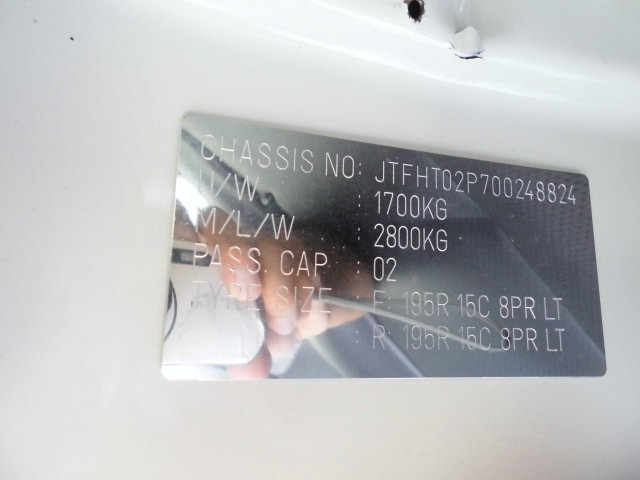 CHASSIS NO: JTFHT02P700248824
U/W : 1700KG
M/L/W : 2800KG
PASS. CAP : 02
TYRE SIZE : F: 195R 15C 8PR LT
: R: 195R 15C 8PR LT